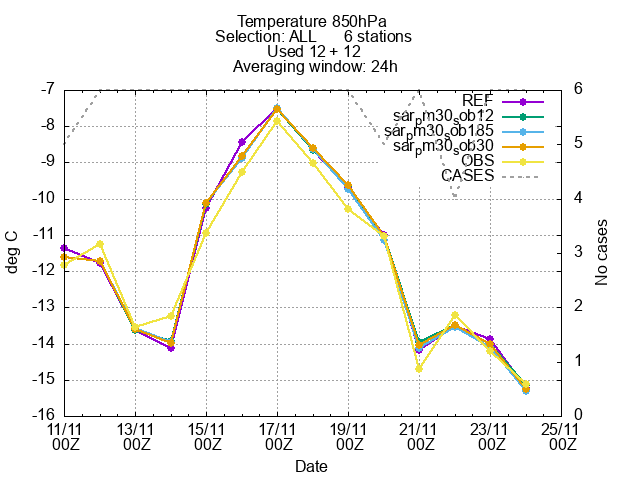 Temperature 850hPa
Selection: ALL 6 stations
Used 12 + 12
Averaging window: 24h
-7
-8
-9
-10
-11
-12
-13
-14
-15
-16
deg C
6
5
4
3
2
1
0
No cases
REF
sar_pm30_sob12
sar_pm30_sob185
sar_pm30_sob30
OBS
CASES
11/11 13/11 15/11 17/11 19/11 21/11 23/11 25/11
00Z 00Z 00Z 00Z 00Z 00Z 00Z 00Z
Date